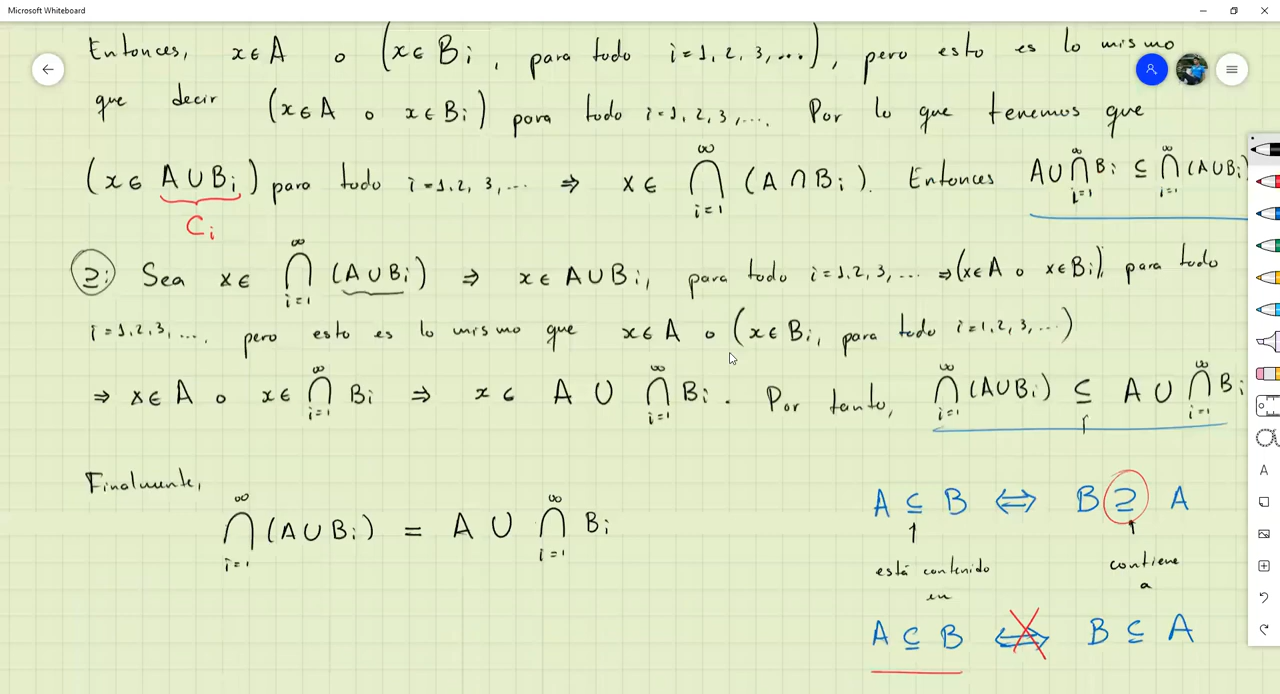 Microsoft Whiteboard
Entonces, x ∈ A o (x ∈ Bi, para todo i=1, 2, 3, ...), pero esto es lo mismo
que decir (x ∈ A o x ∈ Bi) para todo i=1, 2, 3, ... Por lo que tenemos que
(x ∈ A ∪ Bi) para todo i=1, 2, 3, ... ⇒ x ∈ ⋂_{i=1}^∞ (A ∩ Bi). Entonces A ∪ ⋂_{i=1}^∞ Bi ⊆ ⋂_{i=1}^∞ (A ∪ Bi)
Ci
⊇: Sea x ∈ ⋂_{i=1}^∞ (A ∪ Bi) ⇒ x ∈ A ∪ Bi, para todo i=1, 2, 3, ... ⇒ (x ∈ A o x ∈ Bi), para todo
i=1, 2, 3, ..., pero esto es lo mismo que x ∈ A o (x ∈ Bi, para todo i=1, 2, 3, ...)
⇒ x ∈ A o x ∈ ⋂_{i=1}^∞ Bi ⇒ x ∈ A ∪ ⋂_{i=1}^∞ Bi. Por tanto, ⋂_{i=1}^∞ (A ∪ Bi) ⊆ A ∪ ⋂_{i=1}^∞ Bi
Finalmente,
⋂_{i=1}^∞ (A ∪ Bi) = A ∪ ⋂_{i=1}^∞ Bi
A ⊆ B ⇔ B ⊇ A
está contenido en
contiene a
A ⊆ B ⇔ B ⊆ A